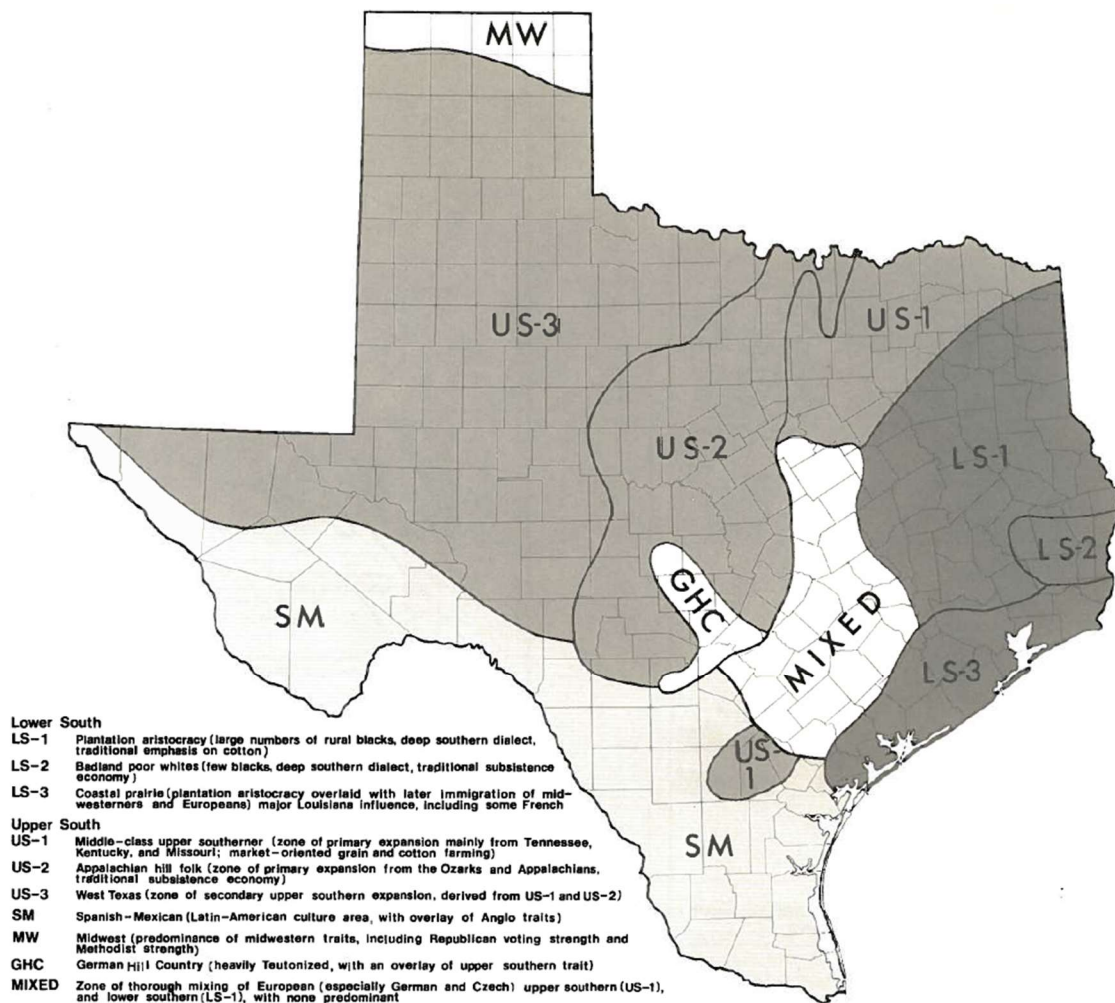 MW
US-3
US-1
US-2
LS-1
LS-2
GHC
MIXED
SM
LS-3
US-
1
SM
Lower South
LS-1 Plantation aristocracy (large numbers of rural blacks, deep southern dialect,
traditional emphasis on cotton)
LS-2 Badland poor whites (few blacks, deep southern dialect, traditional subsistence
economy)
LS-3 Coastal prairie (plantation aristocracy overlaid with later immigration of mid-
westerners and Europeans) major Louisiana influence, including some French
Upper South
US-1 Middle-class upper southerner (zone of primary expansion mainly from Tennessee,
Kentucky, and Missouri; market-oriented grain and cotton farming)
US-2 Appalachian hill folk (zone of primary expansion from the Ozarks and Appalachians,
traditional subsistence economy)
US-3 West Texas (zone of secondary upper southern expansion, derived from US-1 and US-2)
SM Spanish-Mexican (Latin-American culture area, with overlay of Anglo traits)
MW Midwest (predominance of midwestern traits, including Republican voting strength and
Methodist strength)
GHC German Hill Country (heavily Teutonized, with an overlay of upper southern trait)
MIXED Zone of thorough mixing of European (especially German and Czech) upper southern (US-1),
and lower southern (LS-1), with none predominant